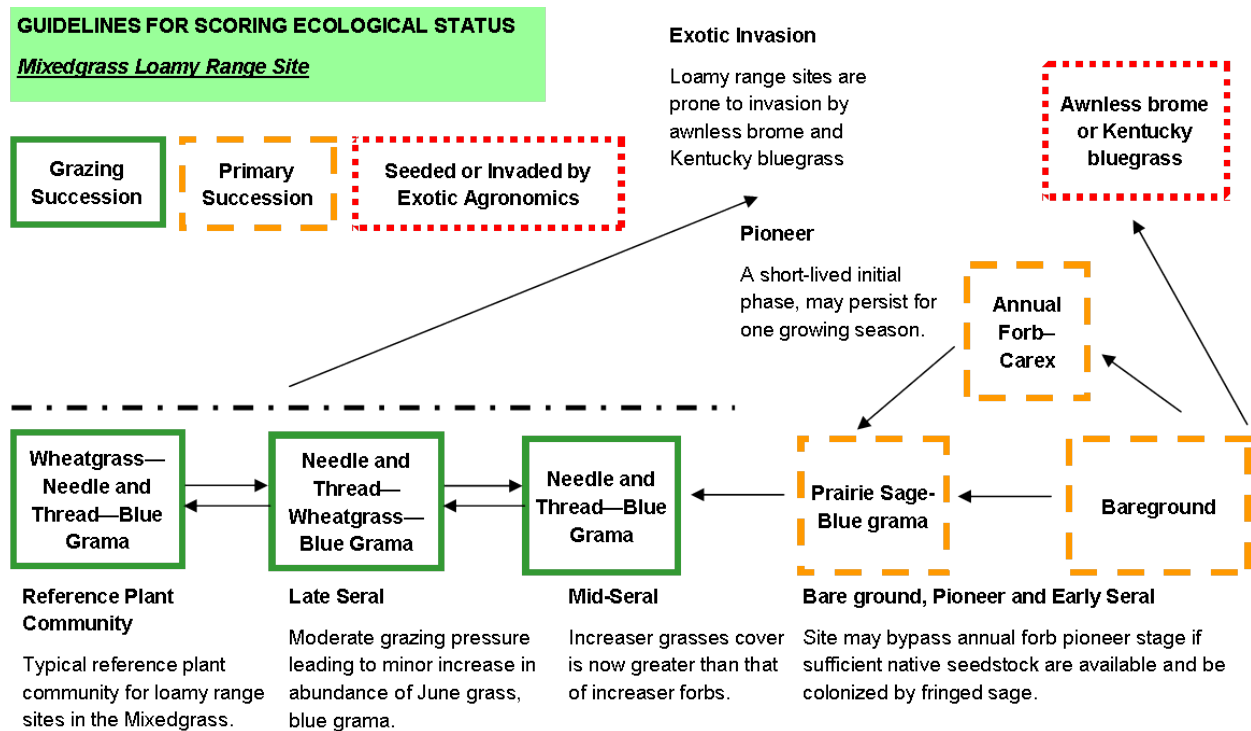 GUIDELINES FOR SCORING ECOLOGICAL STATUS
Mixedgrass Loamy Range Site
Grazing
Succession
Primary
Succession
Seeded or Invaded by
Exotic Agronomics
Exotic Invasion
Loamy range sites are
prone to invasion by
awnless brome and
Kentucky bluegrass
Awnless brome
or Kentucky
bluegrass
Pioneer
A short-lived initial
phase, may persist for
one growing season.
Annual
Forb–
Carex
Wheatgrass—
Needle and
Thread—Blue
Grama
Needle and
Thread—
Wheatgrass—
Blue Grama
Needle and
Thread—Blue
Grama
Prairie Sage-
Blue grama
Bareground
Reference Plant
Community
Typical reference plant
community for loamy range
sites in the Mixedgrass.
Late Seral
Moderate grazing pressure
leading to minor increase in
abundance of June grass,
blue grama.
Mid-Seral
Increaser grasses cover
is now greater than that
of increaser forbs.
Bare ground, Pioneer and Early Seral
Site may bypass annual forb pioneer stage if
sufficient native seedstock are available and be
colonized by fringed sage.